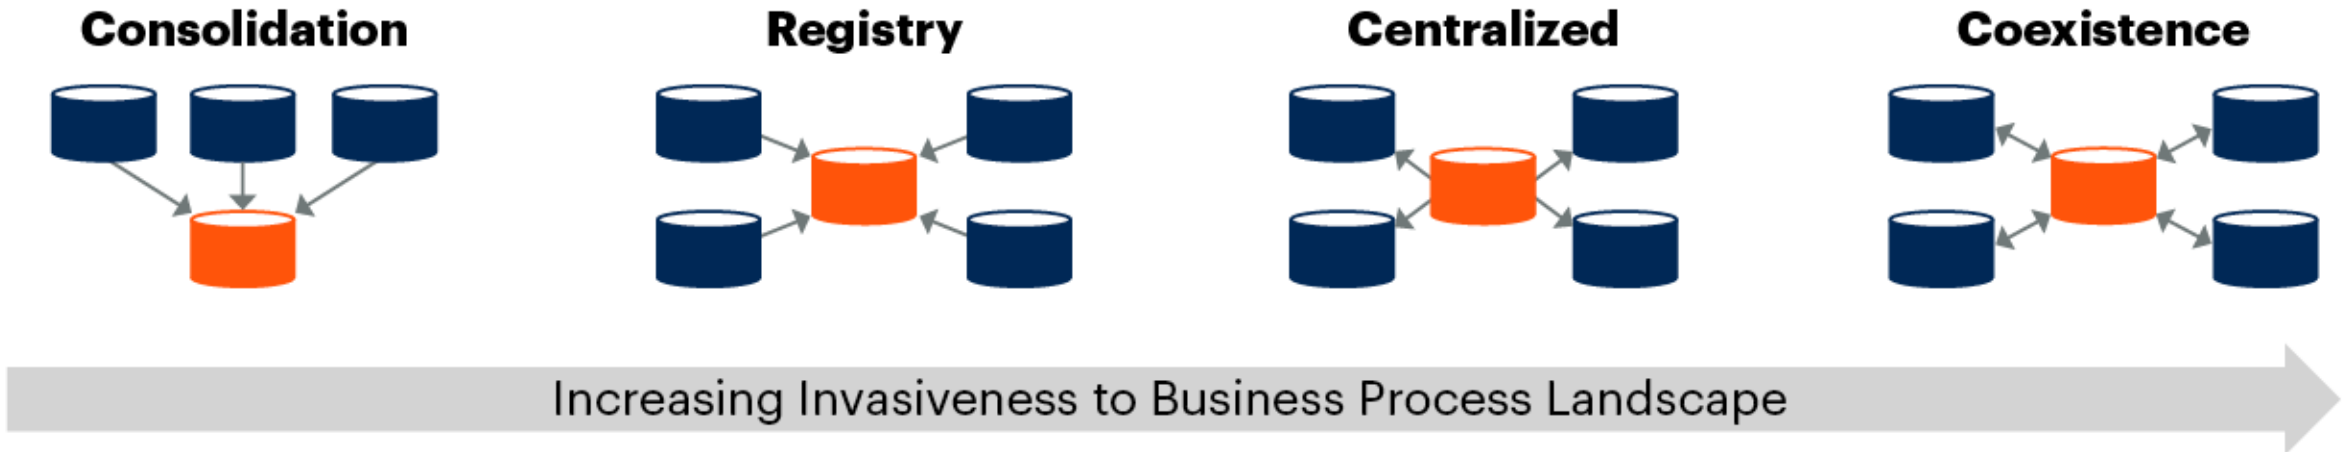 Consolidation
Registry
Centralized
Coexistence
Increasing Invasiveness to Business Process Landscape